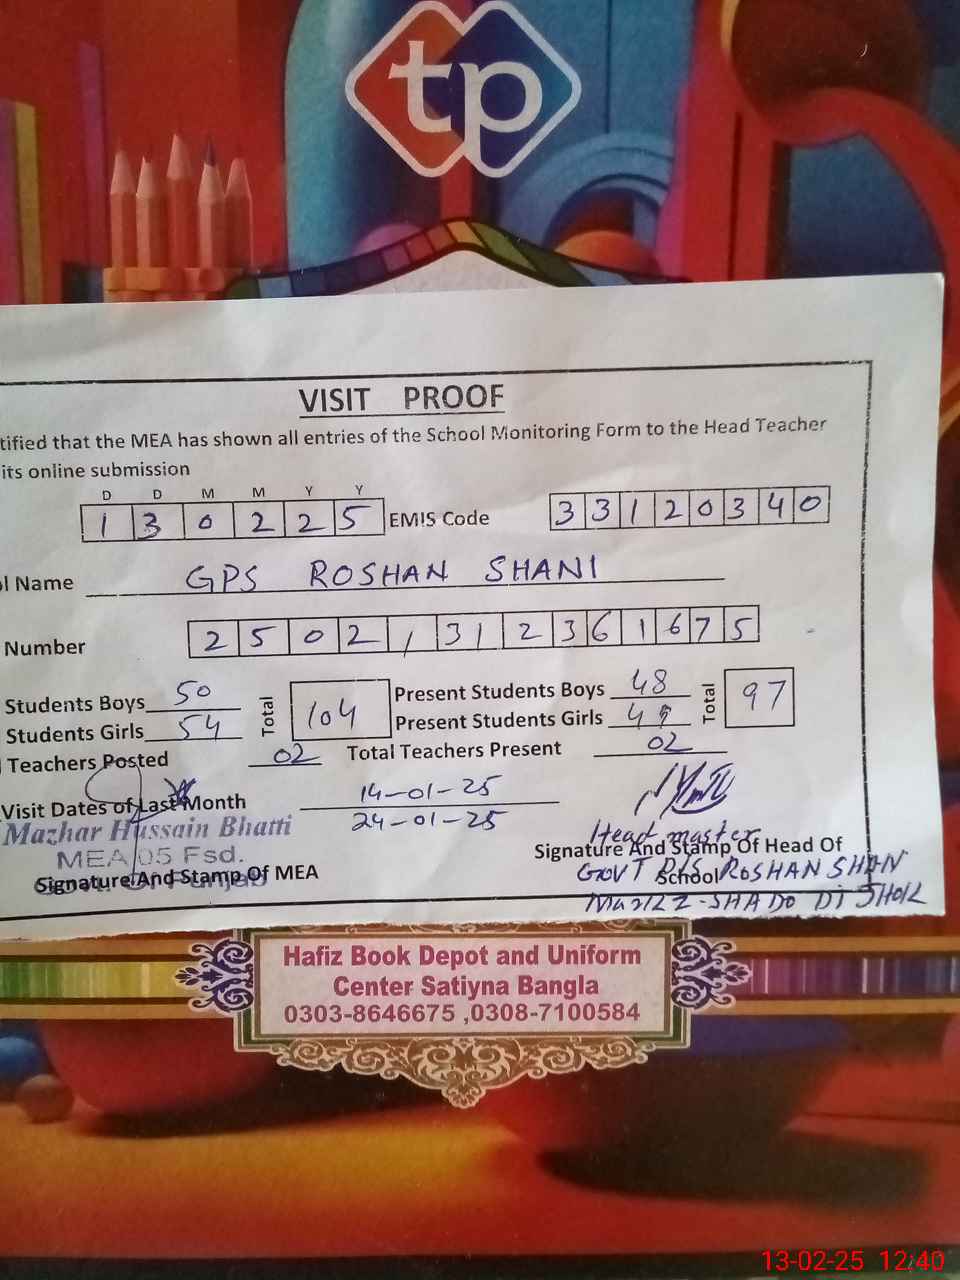 tp
VISIT PROOF
tified that the MEA has shown all entries of the School Monitoring Form to the Head Teacher
its online submission
D D M M Y Y
1 3 0 2 2 5 EMIS Code 3 3 1 2 0 3 4 0
l Name GPS ROSHAN SHANI
Number 2 5 0 2 , 31 2 3 6 1 6 7 5
Students Boys 50 Total 104 Present Students Boys 48 Total 97
Students Girls 54 Present Students Girls 49
Teachers Posted 02 Total Teachers Present 02
Visit Dates of Last Month 14-01-25
24-01-25
Mazhar Hussain Bhatti
MEA 05 Fsd.
Signature And Stamp Of MEA
Head master
Signature And Stamp Of Head Of
School
GOVT P/S ROSHAN SHAN
Hafiz Book Depot and Uniform
Center Satiyna Bangla
0303-8646675 ,0308-7100584
13-02-25 12:40